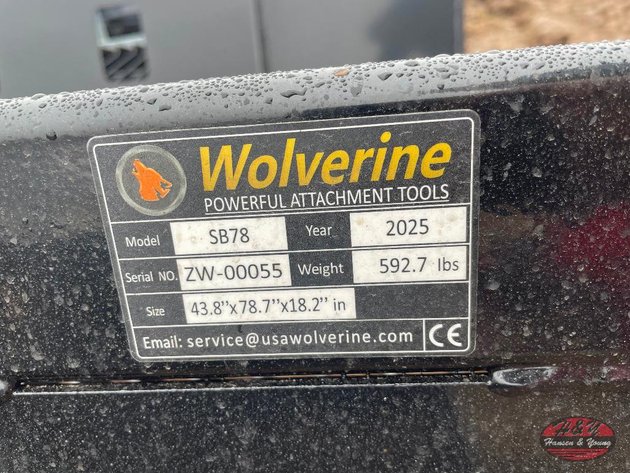 Wolverine
POWERFUL ATTACHMENT TOOLS
Model SB78 Year 2025
Serial NO. ZW-00055 Weight 592.7 lbs
Size 43.8”x78.7”x18.2” in
Email: service@usawolverine.com CE
H&Y
Hansen & Young